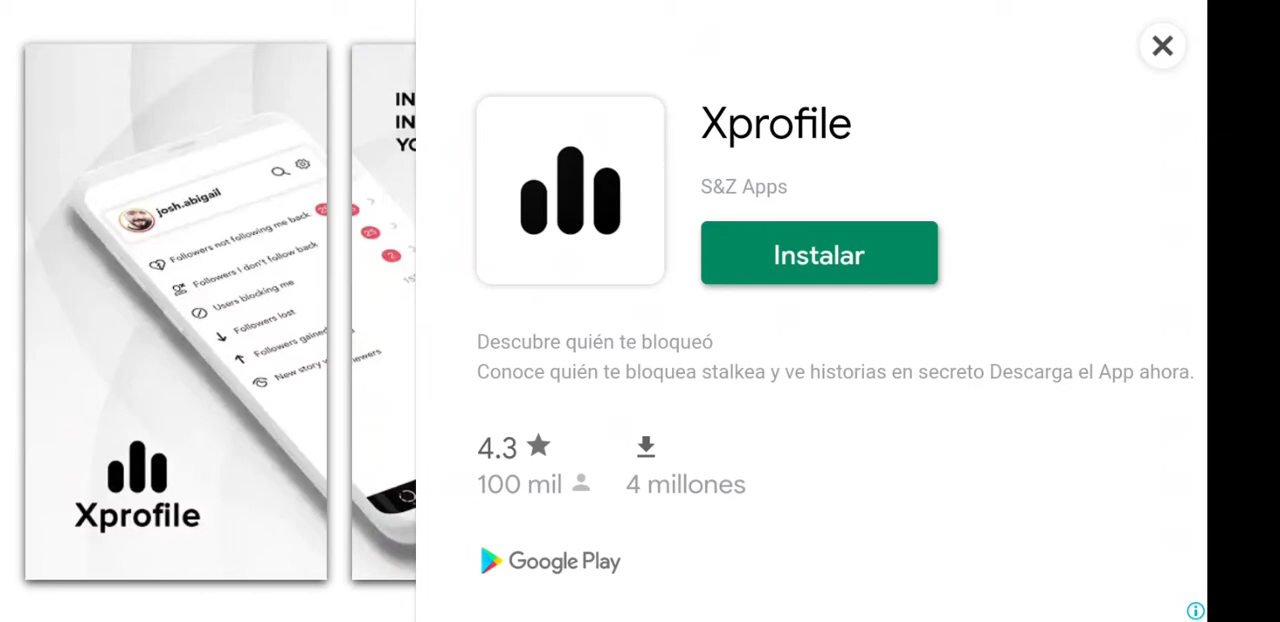 josh.abigail
Followers not following me back
Followers I don't follow back
Users blocking me
Followers lost
Followers gained
New story
Xprofile
IN
IN
YO
Xprofile
S&Z Apps
Instalar
Descubre quién te bloqueó
Conoce quién te bloquea stalkea y ve historias en secreto Descarga el App ahora.
4.3
100 mil
4 millones
Google Play